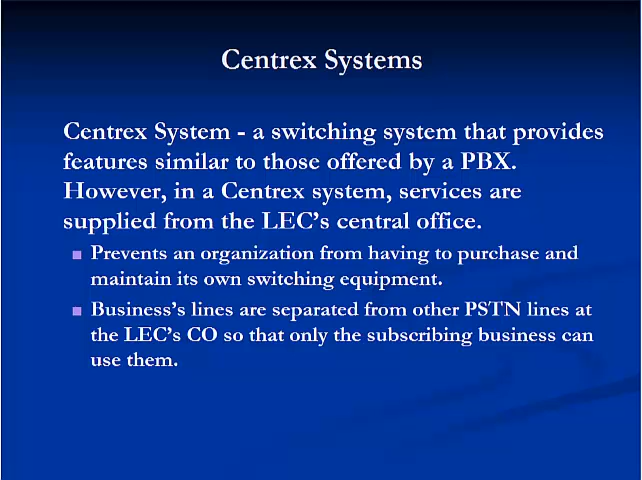 Centrex Systems
Centrex System - a switching system that provides
features similar to those offered by a PBX.
However, in a Centrex system, services are
supplied from the LEC's central office.
Prevents an organization from having to purchase and
maintain its own switching equipment.
Business's lines are separated from other PSTN lines at
the LEC's CO so that only the subscribing business can
use them.